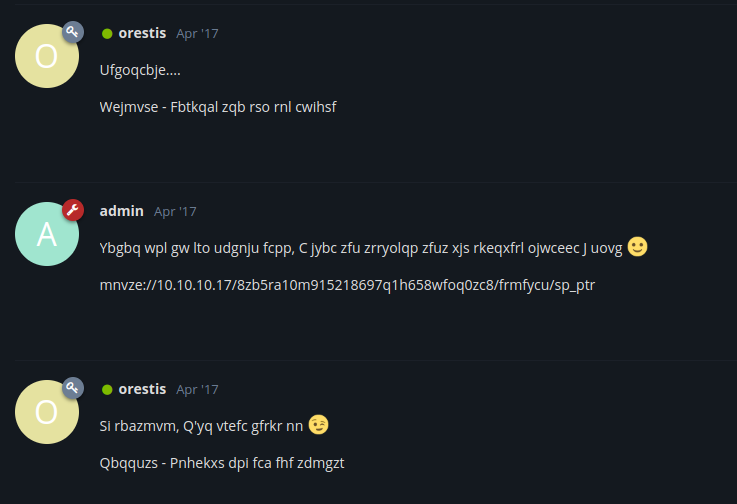 O
orestis Apr '17
Ufgoqcbje....
Wejmvse - Fbtkqal zqb rso rnl cwihsf
A
admin Apr '17
Ybgbq wpl gw lto udgnju fcpp, C jybc zfu zrryolqp zfuz xjs rkeqxfrl ojwceec J uovg 🙂
mnvze://10.10.10.17/8zb5ra10m915218697q1h658wfoq0zc8/frmfycu/sp_ptr
O
orestis Apr '17
Si rbazmvm, Q'yq vtefc gfrkr nn 😉
Qbqquzs - Pnhekxs dpi fca fhf zdmgzt